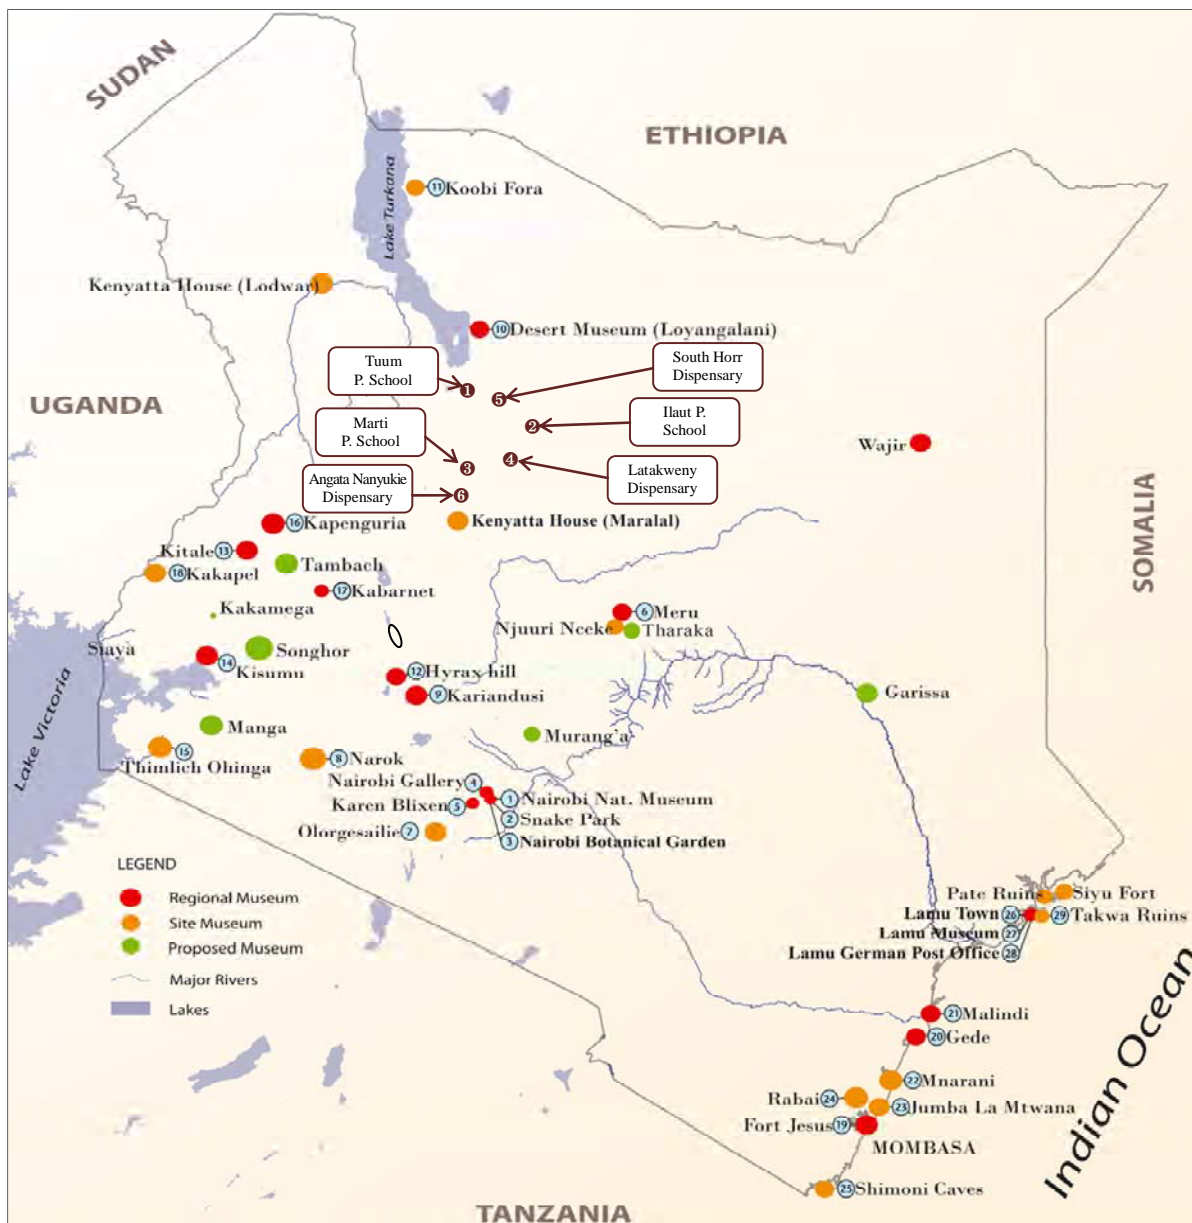 SUDAN
ETHIOPIA
Lake Turkana
11 Koobi Fora
Kenyatta House (Lodwar)
10 Desert Museum (Loyangalani)
Tuum
P. School
South Horr
Dispensary
1
5
UGANDA
Marti
P. School
2
Ilaut P.
School
Wajir
3
4
Angata Nanyukie
Dispensary
6
Latakweny
Dispensary
SOMALIA
16 Kapenguria
Kenyatta House (Maralal)
Kitale 13
18 Kakapel
Tambach
17 Kabarnet
Kakamega
6 Meru
Njuuri Nceke
Tharaka
Siaya
Songhor
14 Kisumu
12 Hyrax hill
9 Kariandusi
Garissa
Lake Victoria
Manga
Murang'a
15
Thimlich Ohinga
8 Narok
Nairobi Gallery 4
Karen Blixen 5
1 Nairobi Nat. Museum
2 Snake Park
Olorgesailie 7
3 Nairobi Botanical Garden
LEGEND
Regional Museum
Site Museum
Proposed Museum
Major Rivers
Lakes
Pate Ruins
Siyu Fort
Lamu Town 26
29 Takwa Ruins
Lamu Museum 27
Lamu German Post Office 28
Indian Ocean
21 Malindi
20 Gede
22 Mnarani
Rabai 24
23 Jumba La Mtwana
Fort Jesus 19
MOMBASA
25 Shimoni Caves
TANZANIA